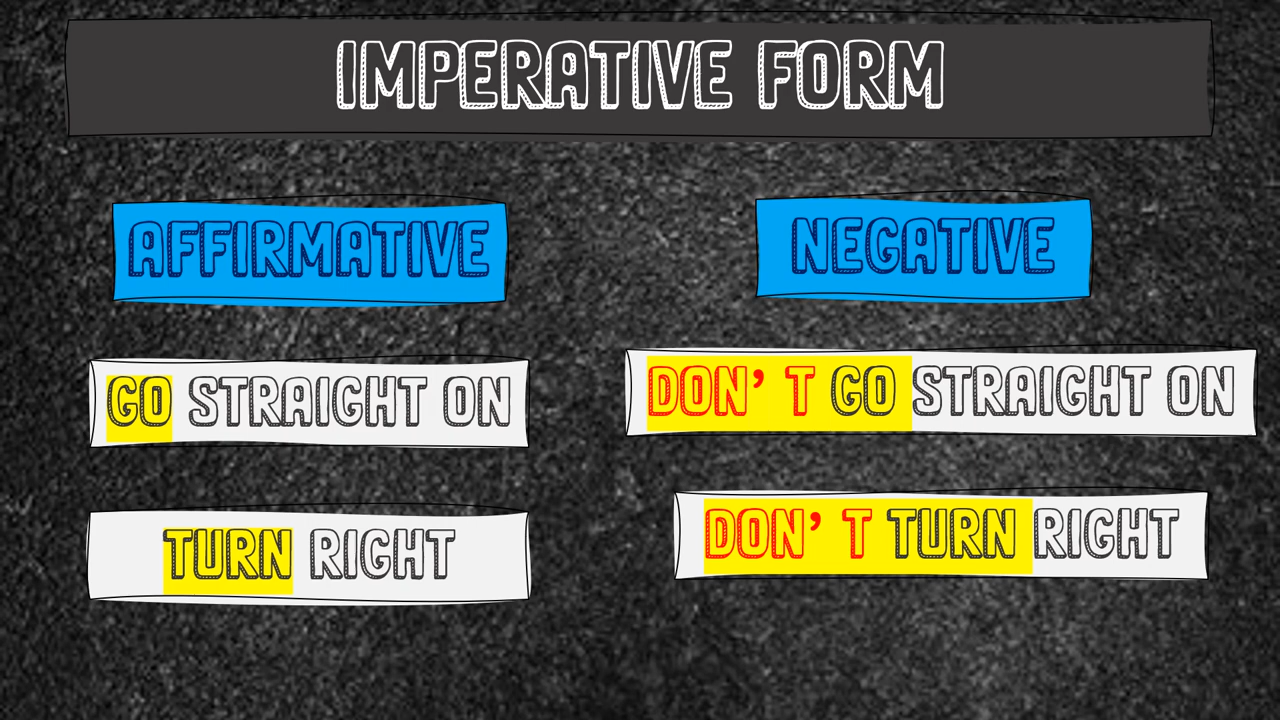 IMPERATIVE FORM
AFFIRMATIVE
NEGATIVE
GO STRAIGHT ON
DON' T GO STRAIGHT ON
TURN RIGHT
DON' T TURN RIGHT